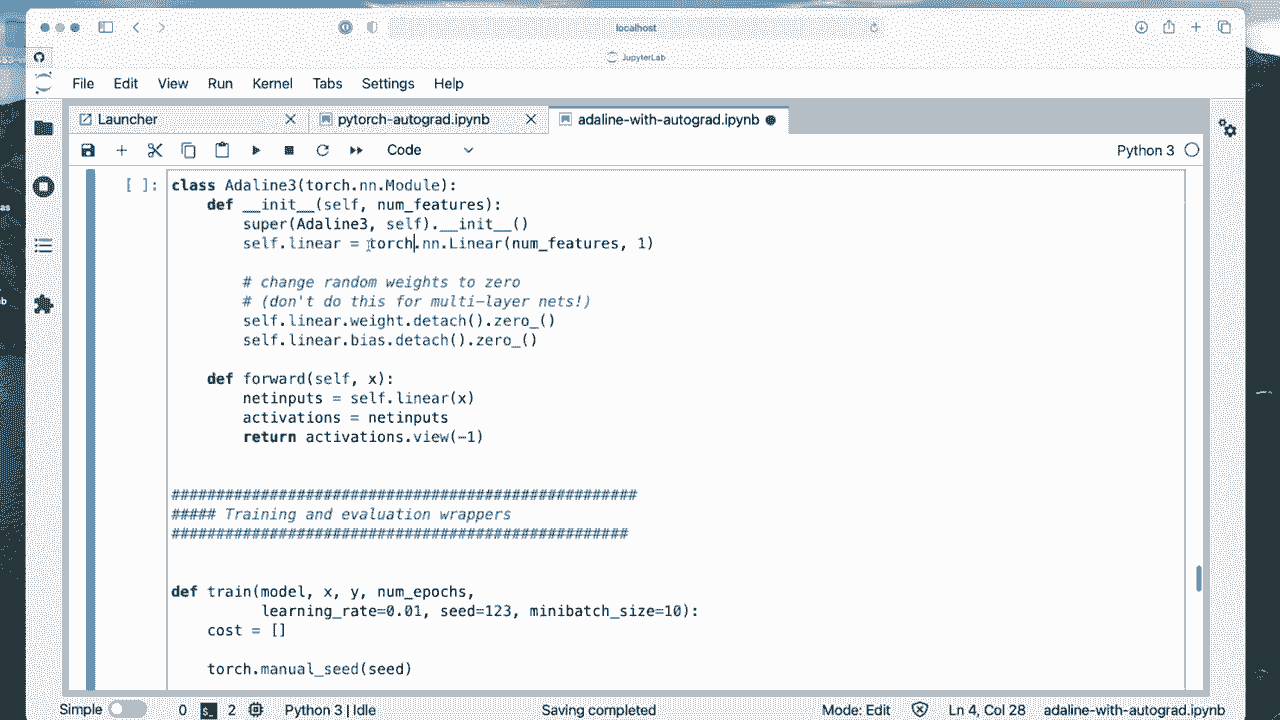 localhost
JupyterLab
File Edit View Run Kernel Tabs Settings Help
Launcher pytorch-autograd.ipynb adaline-with-autograd.ipynb
Code Python 3
[ ]: class Adaline3(torch.nn.Module):
def __init__(self, num_features):
super(Adaline3, self).__init__()
self.linear = torch.nn.Linear(num_features, 1)
# change random weights to zero
# (don't do this for multi-layer nets!)
self.linear.weight.detach().zero_()
self.linear.bias.detach().zero_()
def forward(self, x):
netinputs = self.linear(x)
activations = netinputs
return activations.view(-1)
####################################################
##### Training and evaluation wrappers
###################################################
def train(model, x, y, num_epochs,
learning_rate=0.01, seed=123, minibatch_size=10):
cost = []
torch.manual_seed(seed)
Simple 0 $_ 2 Python 3 | Idle Saving completed Mode: Edit Ln 4, Col 28 adaline-with-autograd.ipynb